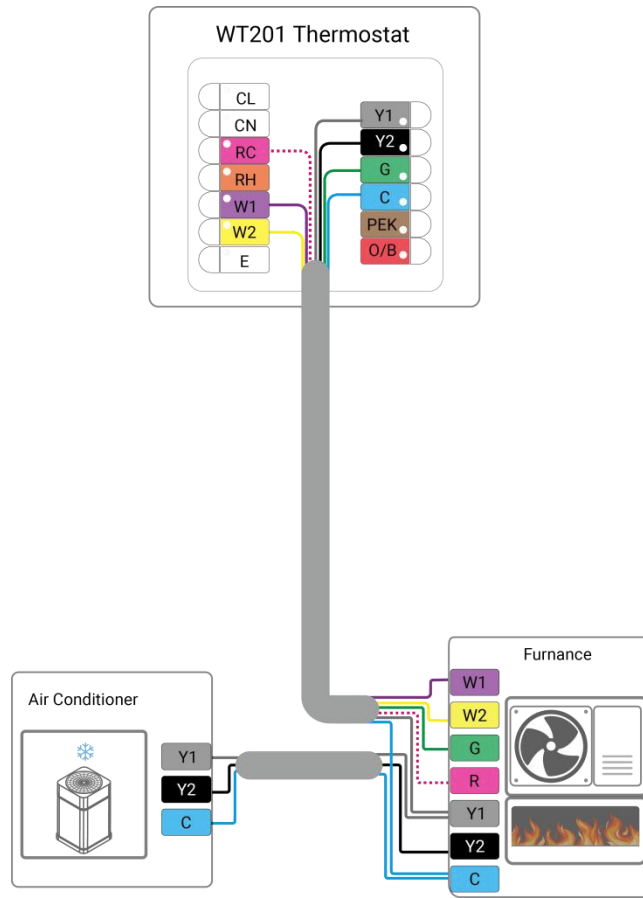 WT201 Thermostat
CL
CN
RC
RH
W1
W2
E
Y1
Y2
G
C
PEK
O/B
Air Conditioner
Y1
Y2
C
Furnance
W1
W2
G
R
Y1
Y2
C